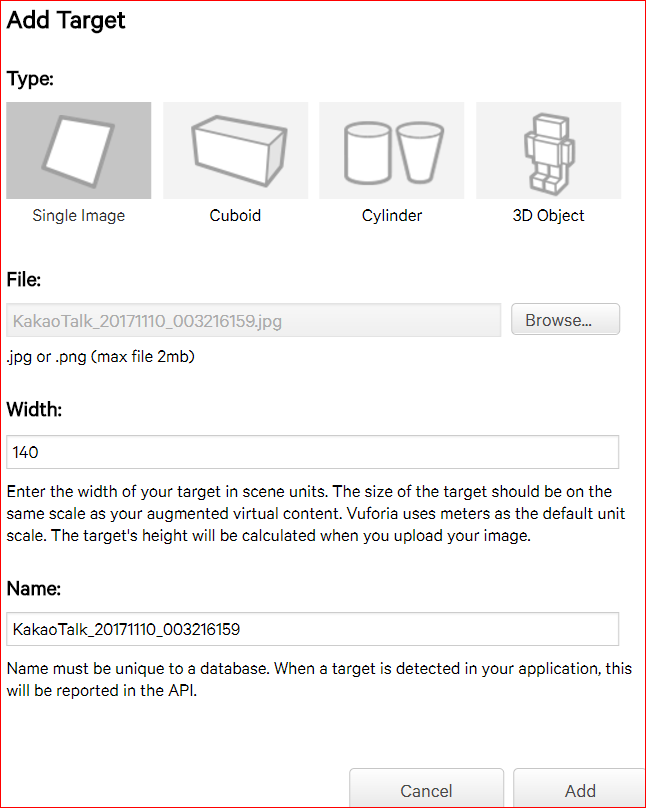 Add Target
Type:
Single Image
Cuboid
Cylinder
3D Object
File:
KakaoTalk_20171110_003216159.jpg
Browse...
.jpg or .png (max file 2mb)
Width:
140
Enter the width of your target in scene units. The size of the target should be on the
same scale as your augmented virtual content. Vuforia uses meters as the default unit
scale. The target's height will be calculated when you upload your image.
Name:
KakaoTalk_20171110_003216159
Name must be unique to a database. When a target is detected in your application, this
will be reported in the API.
Cancel
Add